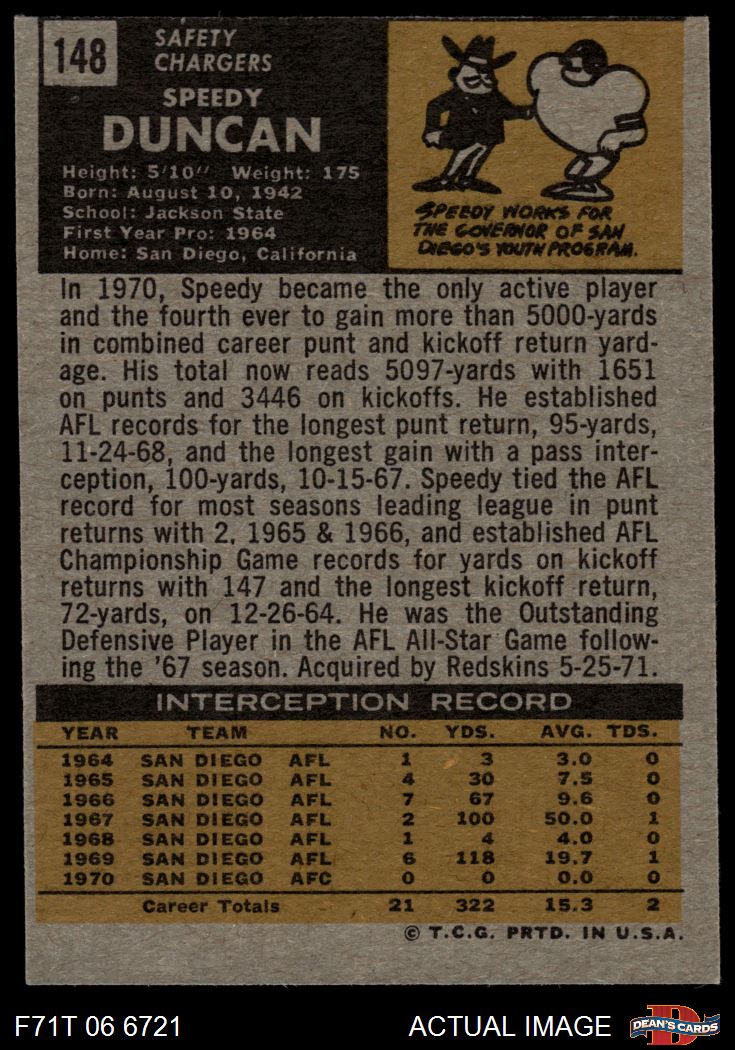 148
SAFETY
CHARGERS
SPEEDY
DUNCAN
Height: 5'10" Weight: 175
Born: August 10, 1942
School: Jackson State
First Year Pro: 1964
Home: San Diego, California
SPEEDY WORKS FOR
THE GOVERNOR OF SAN
DIEGO'S YOUTH PROGRAM.
In 1970, Speedy became the only active player
and the fourth ever to gain more than 5000-yards
in combined career punt and kickoff return yard-
age. His total now reads 5097-yards with 1651
on punts and 3446 on kickoffs. He established
AFL records for the longest punt return, 95-yards,
11-24-68, and the longest gain with a pass inter-
ception, 100-yards, 10-15-67. Speedy tied the AFL
record for most seasons leading league in punt
returns with 2, 1965 & 1966, and established AFL
Championship Game records for yards on kickoff
returns with 147 and the longest kickoff return,
72-yards, on 12-26-64. He was the Outstanding
Defensive Player in the AFL All-Star Game follow-
ing the '67 season. Acquired by Redskins 5-25-71.
INTERCEPTION RECORD
YEAR TEAM NO. YDS. AVG. TDS.
1964 SAN DIEGO AFL 1 3 3.0 0
1965 SAN DIEGO AFL 4 30 7.5 0
1966 SAN DIEGO AFL 7 67 9.6 0
1967 SAN DIEGO AFL 2 100 50.0 1
1968 SAN DIEGO AFL 1 4 4.0 0
1969 SAN DIEGO AFL 6 118 19.7 1
1970 SAN DIEGO AFC 0 0 0.0 0
Career Totals 21 322 15.3 2
© T.C.G. PRTD. IN U.S.A.
F71T 06 6721
ACTUAL IMAGE
D
DEAN'S CARDS